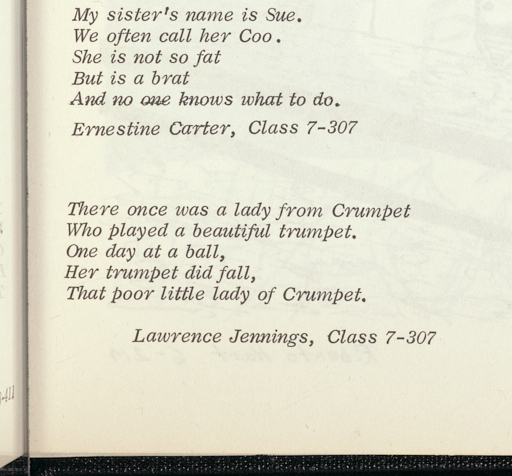 My sister's name is Sue.
We often call her Coo.
She is not so fat
But is a brat
And no one knows what to do.
Ernestine Carter, Class 7-307
There once was a lady from Crumpet
Who played a beautiful trumpet.
One day at a ball,
Her trumpet did fall,
That poor little lady of Crumpet.
Lawrence Jennings, Class 7-307